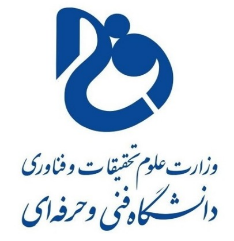 وزارت علوم تحقیقات و فناوری
دانشگاه فنی و حرفه‌ای